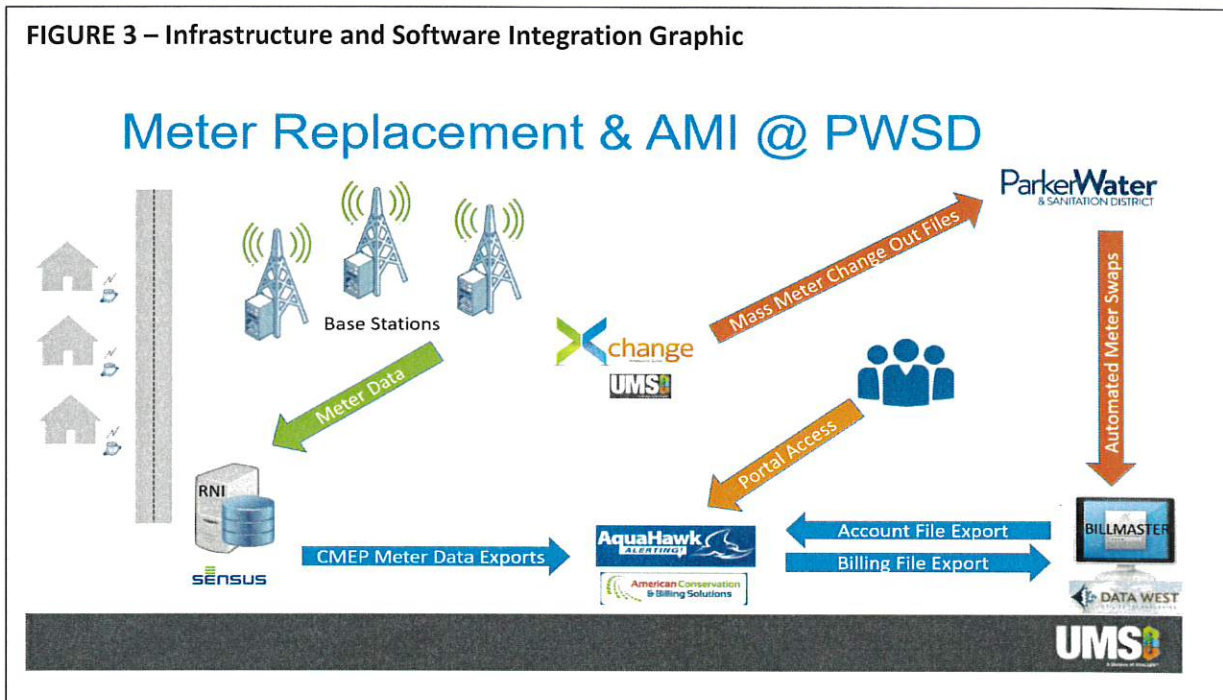 FIGURE 3 – Infrastructure and Software Integration Graphic
Meter Replacement & AMI @ PWSD
ParkerWater
& SANITATION DISTRICT
Base Stations
Mass Meter Change Out Files
Xchange
UMS
Meter Data
Portal Access
Automated Meter Swaps
RNI
sensus
CMEP Meter Data Exports
AquaHawk
ALERTING!
American Conservation
& Billing Solutions
Account File Export
Billing File Export
BILLMASTER
DATA WEST
UMS